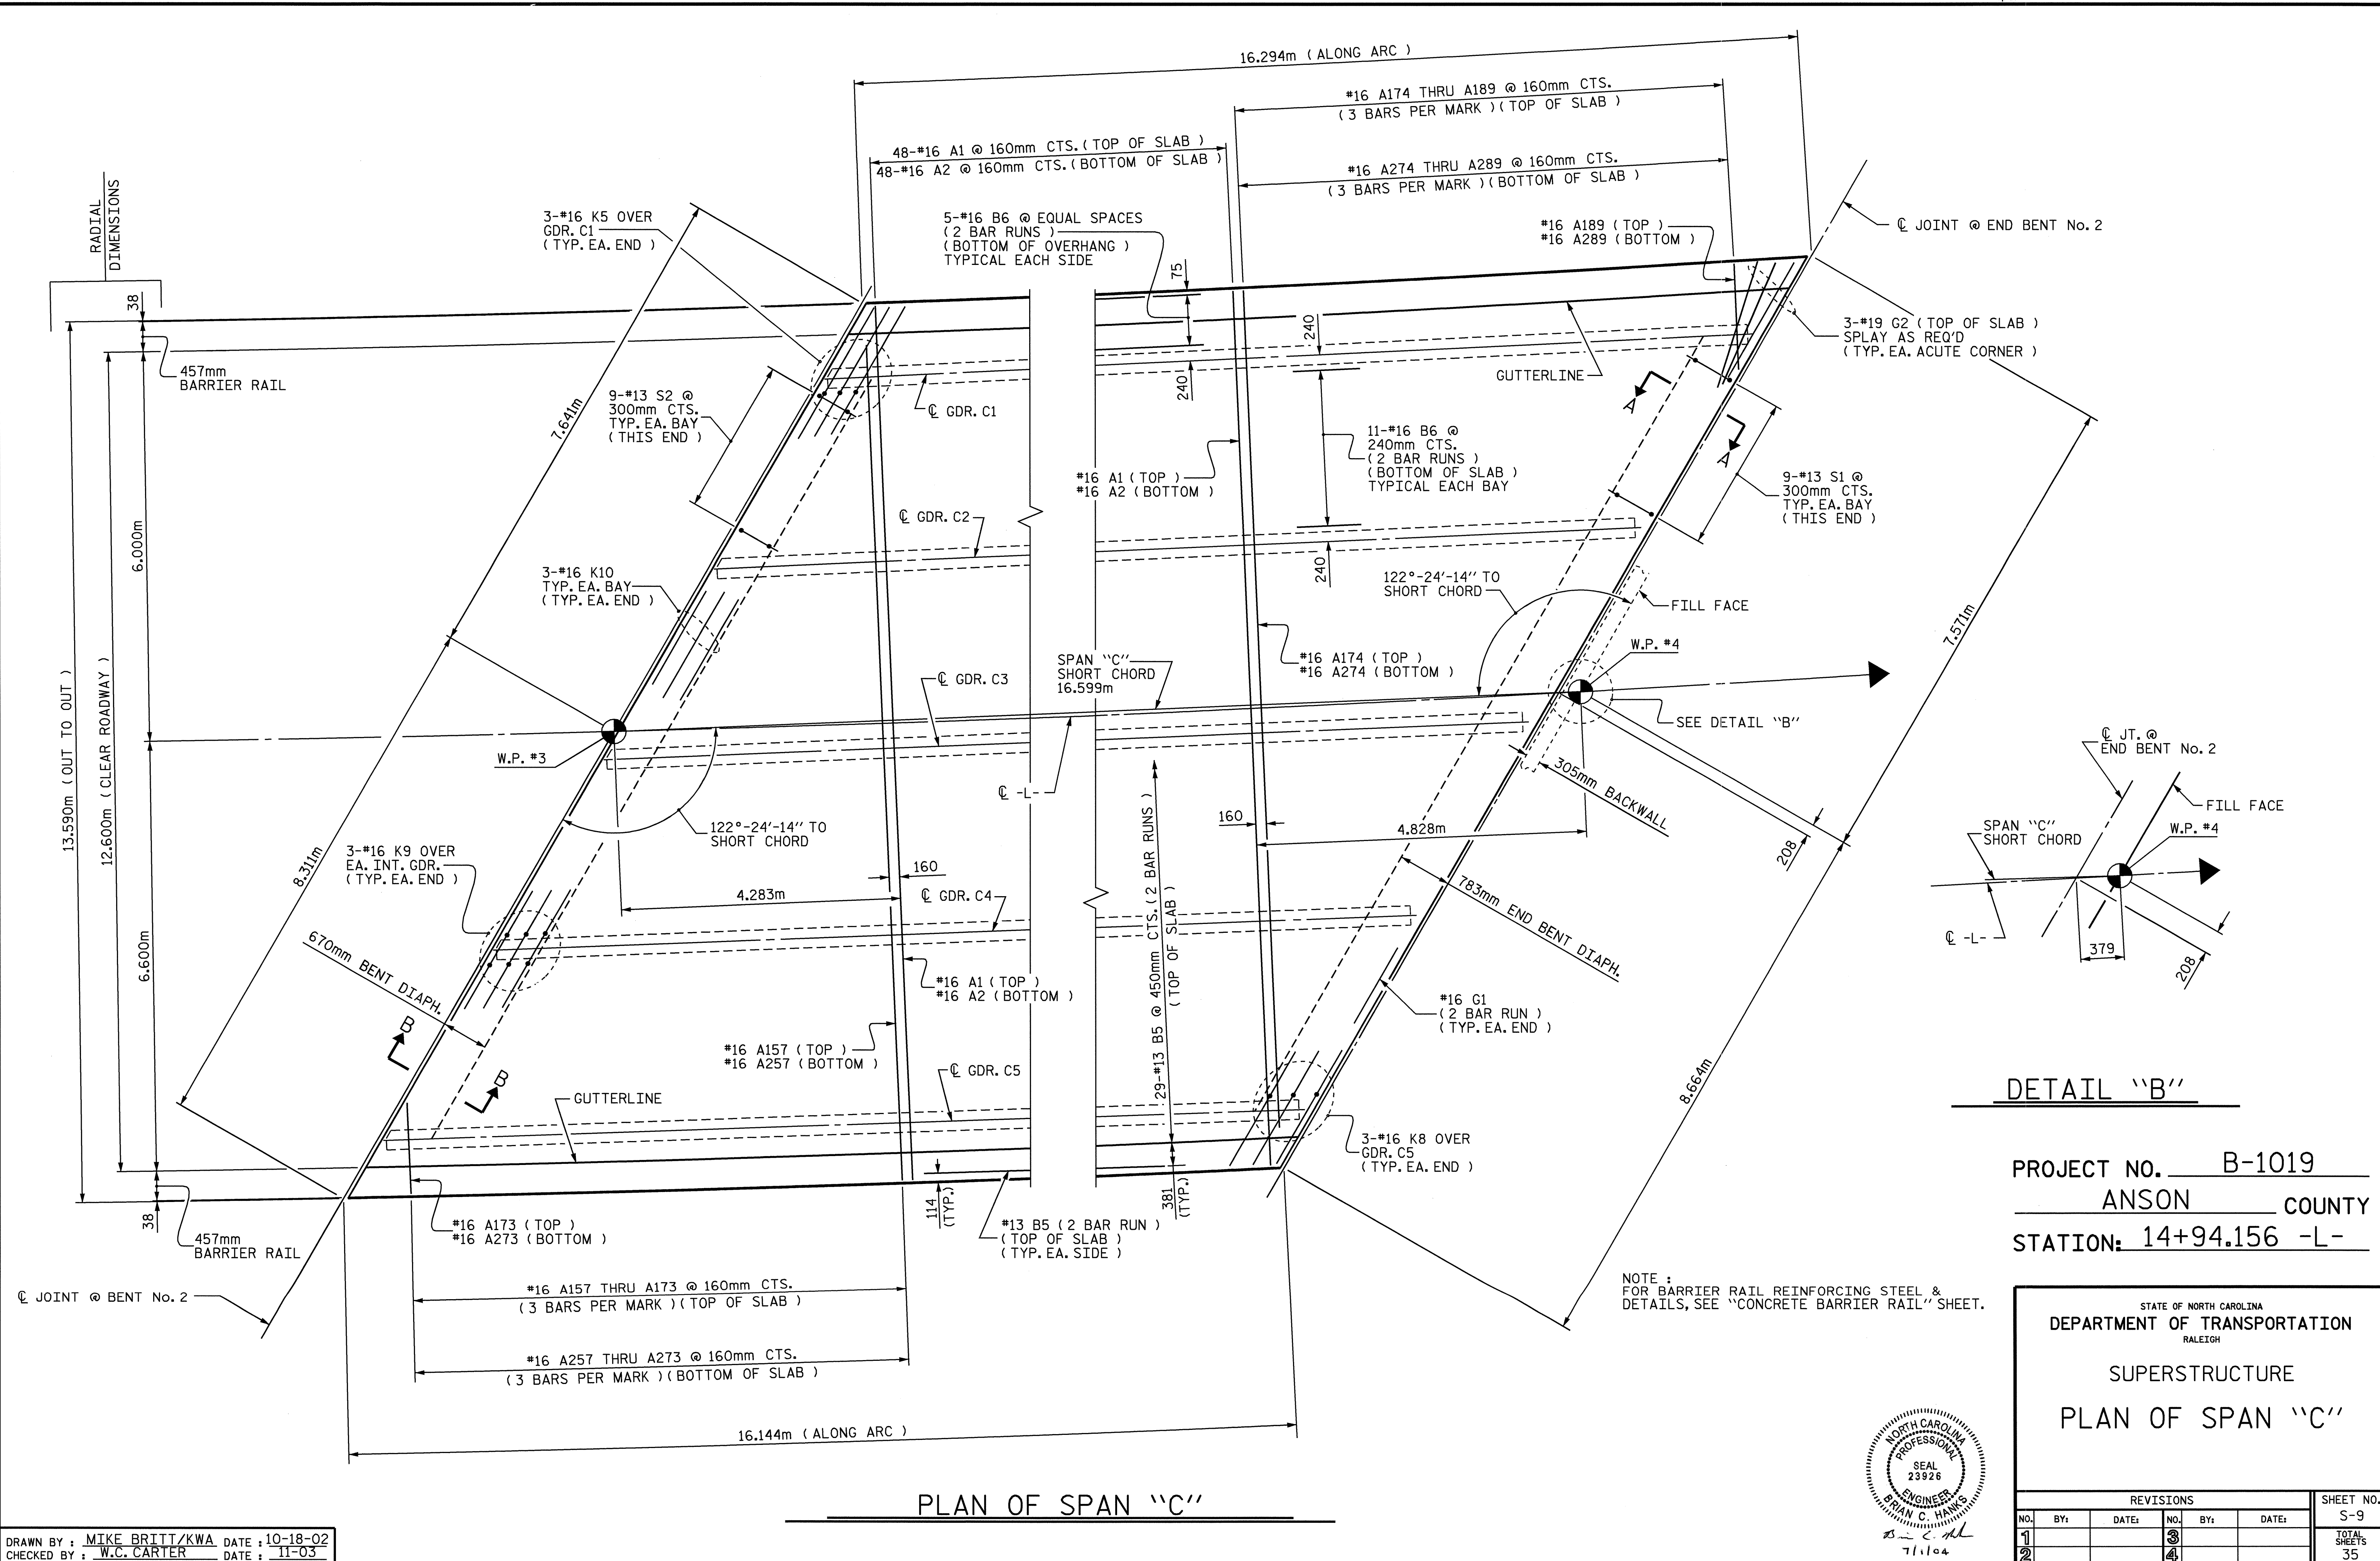 16.294m ( ALONG ARC )
#16 A174 THRU A189 @ 160mm CTS.
( 3 BARS PER MARK )( TOP OF SLAB )
48-#16 A1 @ 160mm CTS. ( TOP OF SLAB )
48-#16 A2 @ 160mm CTS. ( BOTTOM OF SLAB )
#16 A274 THRU A289 @ 160mm CTS.
( 3 BARS PER MARK )( BOTTOM OF SLAB )
RADIAL
DIMENSIONS
3-#16 K5 OVER
GDR. C1
( TYP. EA. END )
5-#16 B6 @ EQUAL SPACES
( 2 BAR RUNS )
( BOTTOM OF OVERHANG )
TYPICAL EACH SIDE
#16 A189 ( TOP )
#16 A289 ( BOTTOM )
℄ JOINT @ END BENT No. 2
75
38
240
240
3-#19 G2 ( TOP OF SLAB )
SPLAY AS REQ'D
( TYP. EA. ACUTE CORNER )
457mm
BARRIER RAIL
GUTTERLINE
7.641m
9-#13 S2 @
300mm CTS.
TYP. EA. BAY
( THIS END )
℄ GDR. C1
A
A
11-#16 B6 @
240mm CTS.
( 2 BAR RUNS )
( BOTTOM OF SLAB )
TYPICAL EACH BAY
#16 A1 ( TOP )
#16 A2 ( BOTTOM )
9-#13 S1 @
300mm CTS.
TYP. EA. BAY
( THIS END )
℄ GDR. C2
6.000m
240
3-#16 K10
TYP. EA. BAY
( TYP. EA. END )
122°-24'-14" TO
SHORT CHORD
FILL FACE
7.571m
W.P. #4
SPAN "C"
SHORT CHORD
16.599m
#16 A174 ( TOP )
#16 A274 ( BOTTOM )
℄ GDR. C3
13.590m ( OUT TO OUT )
12.600m ( CLEAR ROADWAY )
SEE DETAIL "B"
W.P. #3
℄ -L-
305mm BACKWALL
℄ JT. @
END BENT No. 2
FILL FACE
SPAN "C"
SHORT CHORD
W.P. #4
℄ -L-
379
208
122°-24'-14" TO
SHORT CHORD
160
4.828m
208
8.311m
3-#16 K9 OVER
EA. INT. GDR.
( TYP. EA. END )
160
4.283m
℄ GDR. C4
783mm END BENT DIAPH.
29-#13 B5 @ 450mm CTS. ( 2 BAR RUNS )
( TOP OF SLAB )
6.600m
670mm BENT DIAPH.
#16 A1 ( TOP )
#16 A2 ( BOTTOM )
#16 G1
( 2 BAR RUN )
( TYP. EA. END )
B
B
#16 A157 ( TOP )
#16 A257 ( BOTTOM )
℄ GDR. C5
GUTTERLINE
8.664m
DETAIL "B"
3-#16 K8 OVER
GDR. C5
( TYP. EA. END )
38
457mm
BARRIER RAIL
114
(TYP.)
381
(TYP.)
#16 A173 ( TOP )
#16 A273 ( BOTTOM )
#13 B5 ( 2 BAR RUN )
( TOP OF SLAB )
( TYP. EA. SIDE )
℄ JOINT @ BENT No. 2
#16 A157 THRU A173 @ 160mm CTS.
( 3 BARS PER MARK )( TOP OF SLAB )
#16 A257 THRU A273 @ 160mm CTS.
( 3 BARS PER MARK )( BOTTOM OF SLAB )
16.144m ( ALONG ARC )
PLAN OF SPAN "C"
NOTE :
FOR BARRIER RAIL REINFORCING STEEL &
DETAILS, SEE "CONCRETE BARRIER RAIL" SHEET.
PROJECT NO. B-1019
ANSON COUNTY
STATION: 14+94.156 -L-
STATE OF NORTH CAROLINA
DEPARTMENT OF TRANSPORTATION
RALEIGH
SUPERSTRUCTURE
PLAN OF SPAN "C"
REVISIONS
SHEET NO.
S-9
NO. BY: DATE: NO. BY: DATE:
1 3
2 4
TOTAL
SHEETS
35
NORTH CAROLINA
PROFESSIONAL
SEAL
23926
ENGINEER
BRIAN C. HANKS
7/1/04
DRAWN BY : MIKE BRITT/KWA DATE : 10-18-02
CHECKED BY : W.C. CARTER DATE : 11-03